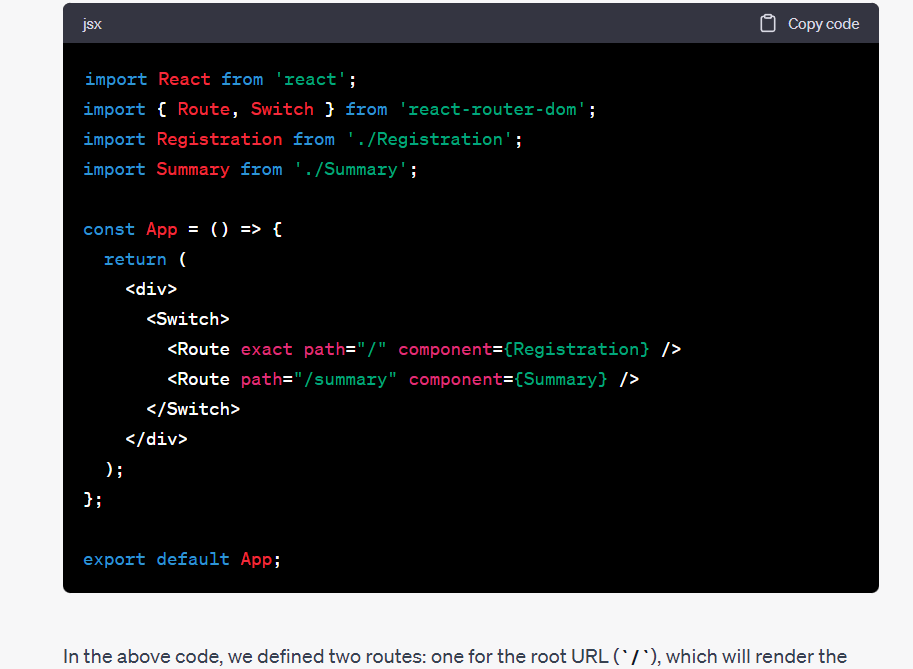 jsx
Copy code
import React from 'react';
import { Route, Switch } from 'react-router-dom';
import Registration from './Registration';
import Summary from './Summary';
const App = () => {
return (
<div>
<Switch>
<Route exact path="/" component={Registration} />
<Route path="/summary" component={Summary} />
</Switch>
</div>
);
};
export default App;
In the above code, we defined two routes: one for the root URL (`/`), which will render the